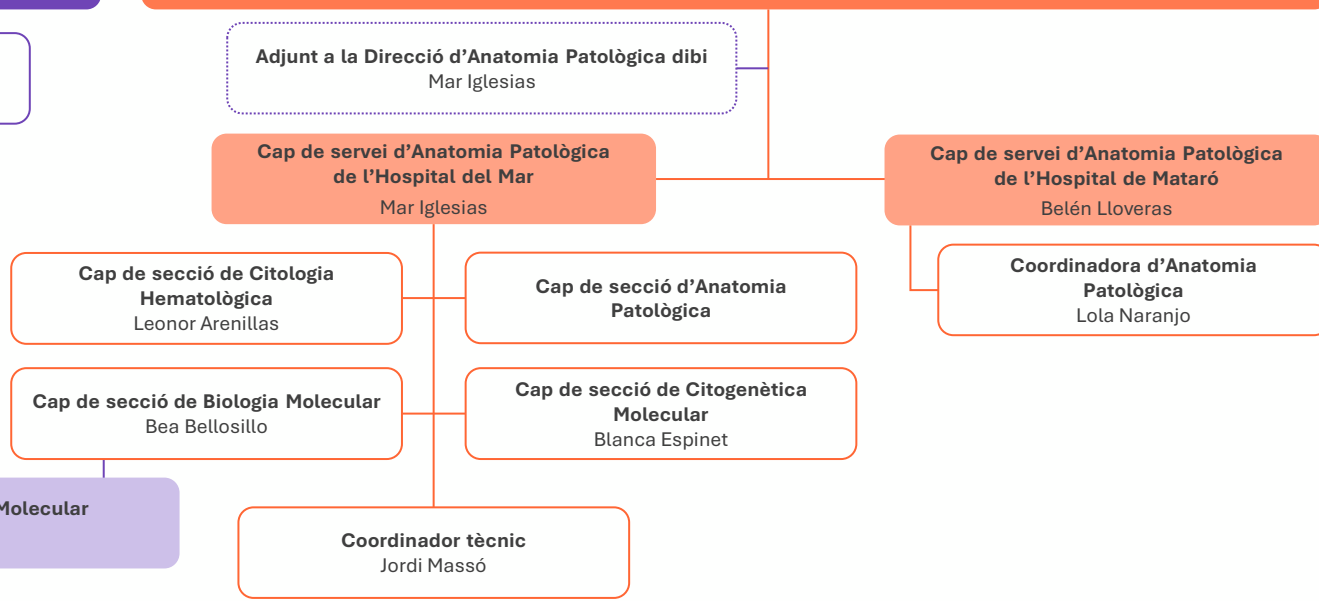 Adjunt a la Direcció d’Anatomia Patològica dibi
Mar Iglesias
Cap de servei d’Anatomia Patològica
de l’Hospital del Mar
Mar Iglesias
Cap de servei d’Anatomia Patològica
de l’Hospital de Mataró
Belén Lloveras
Cap de secció de Citologia
Hematològica
Leonor Arenillas
Cap de secció d’Anatomia
Patològica
Coordinadora d’Anatomia
Patològica
Lola Naranjo
Cap de secció de Biologia Molecular
Bea Bellosillo
Cap de secció de Citogenètica
Molecular
Blanca Espinet
Molecular
Coordinador tècnic
Jordi Massó